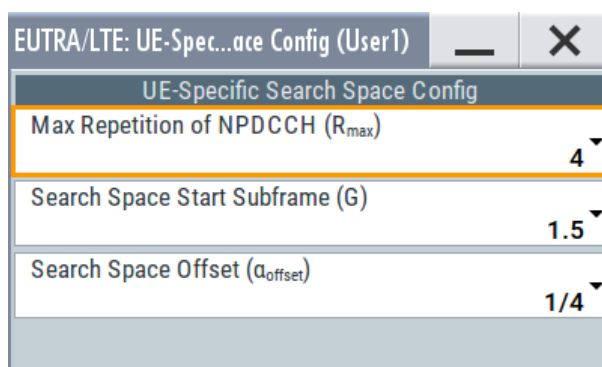 EUTRA/LTE: UE-Spec...ace Config (User1)
UE-Specific Search Space Config
Max Repetition of NPDCCH (Rmax)
4
Search Space Start Subframe (G)
1.5
Search Space Offset (αoffset)
1/4